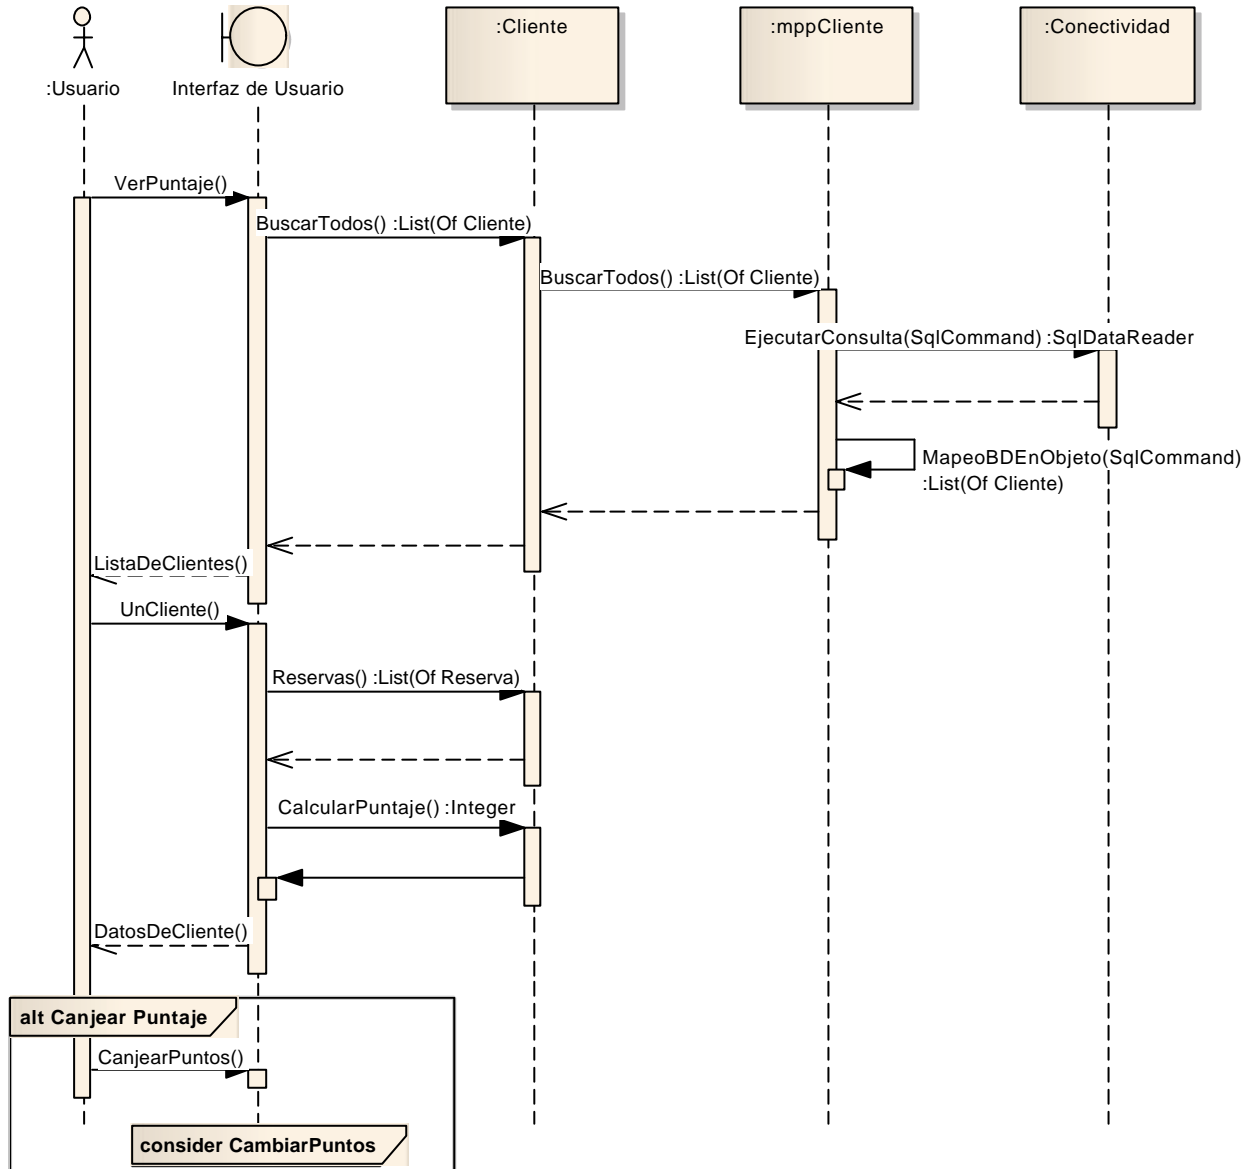 :Usuario
Interfaz de Usuario
:Cliente
:mppCliente
:Conectividad
VerPuntaje()
BuscarTodos() :List(Of Cliente)
BuscarTodos() :List(Of Cliente)
EjecutarConsulta(SqlCommand) :SqlDataReader
MapeoBDEnObjeto(SqlCommand)
:List(Of Cliente)
ListaDeClientes()
UnCliente()
Reservas() :List(Of Reserva)
CalcularPuntaje() :Integer
DatosDeCliente()
alt Canjear Puntaje
CanjearPuntos()
consider CambiarPuntos